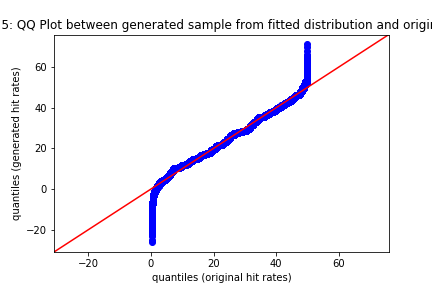 5: QQ Plot between generated sample from fitted distribution and origin
60
40
20
0
−20
quantiles (generated hit rates)
−20 0 20 40 60
quantiles (original hit rates)